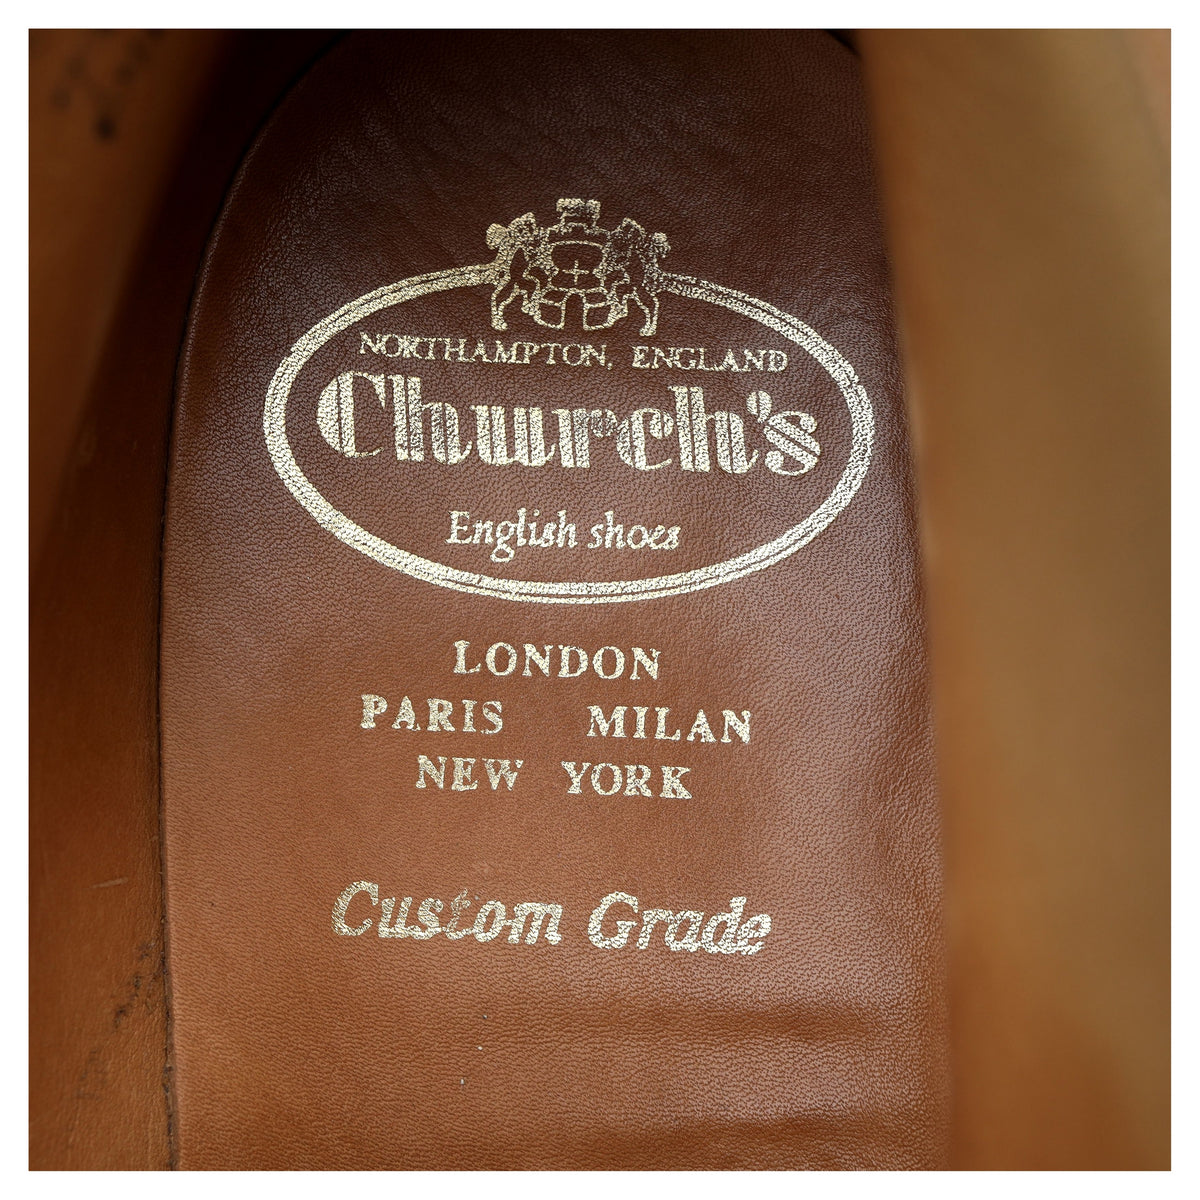 NORTHAMPTON, ENGLAND
Church's
English shoes
LONDON
PARIS MILAN
NEW YORK
Custom Grade